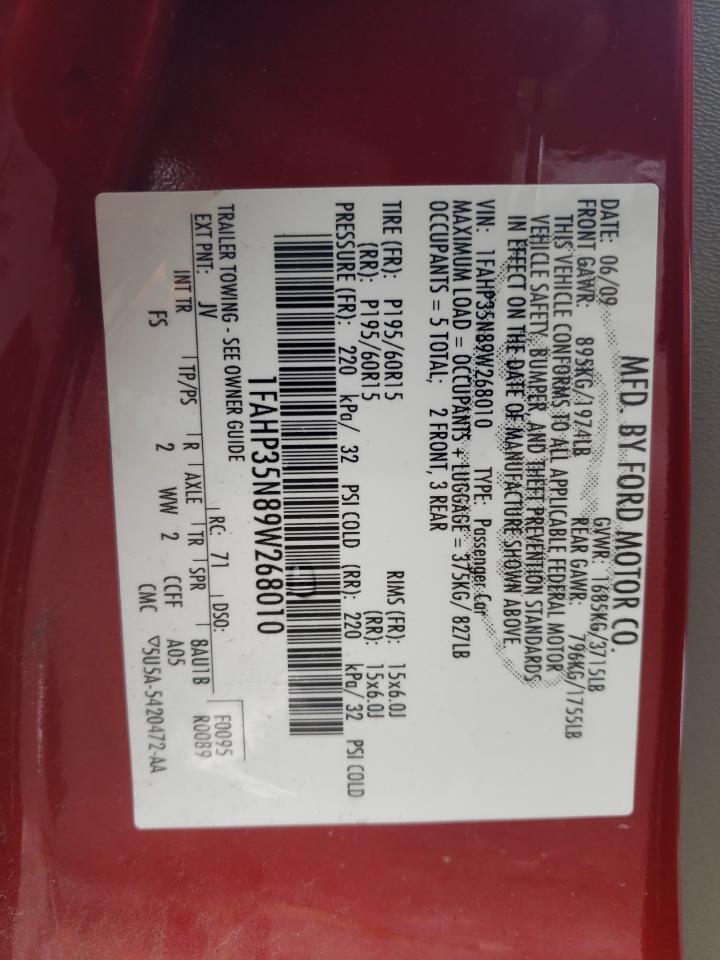 MFD. BY FORD MOTOR CO.
DATE: 06/09 GVWR: 1685KG/3715LB
FRONT GAWR: 895KG/1974LB REAR GAWR: 796KG/1755LB
THIS VEHICLE CONFORMS TO ALL APPLICABLE FEDERAL MOTOR
VEHICLE SAFETY, BUMPER, AND THEFT PREVENTION STANDARDS
IN EFFECT ON THE DATE OF MANUFACTURE SHOWN ABOVE.
VIN: 1FAHP35N89W268010 TYPE: Passenger Car
MAXIMUM LOAD = OCCUPANTS + LUGGAGE = 375KG/827LB
OCCUPANTS = 5 TOTAL; 2 FRONT, 3 REAR
TIRE (FR): P195/60R15 RIMS (FR): 15x6.0J
(RR): P195/60R15 (RR): 15x6.0J
PRESSURE (FR): 220 kPa/ 32 PSI COLD (RR): 220 kPa/ 32 PSI COLD
1FAHP35N89W268010
TRAILER TOWING - SEE OWNER GUIDE
RC: 71 DSO: F0095
EXT PNT: JV 8AU1B R0089
INT TR TP/PS R AXLE TR SPR
FS 2 WW 2 CCFF A05
CMC ▽5U5A-5420472-AA